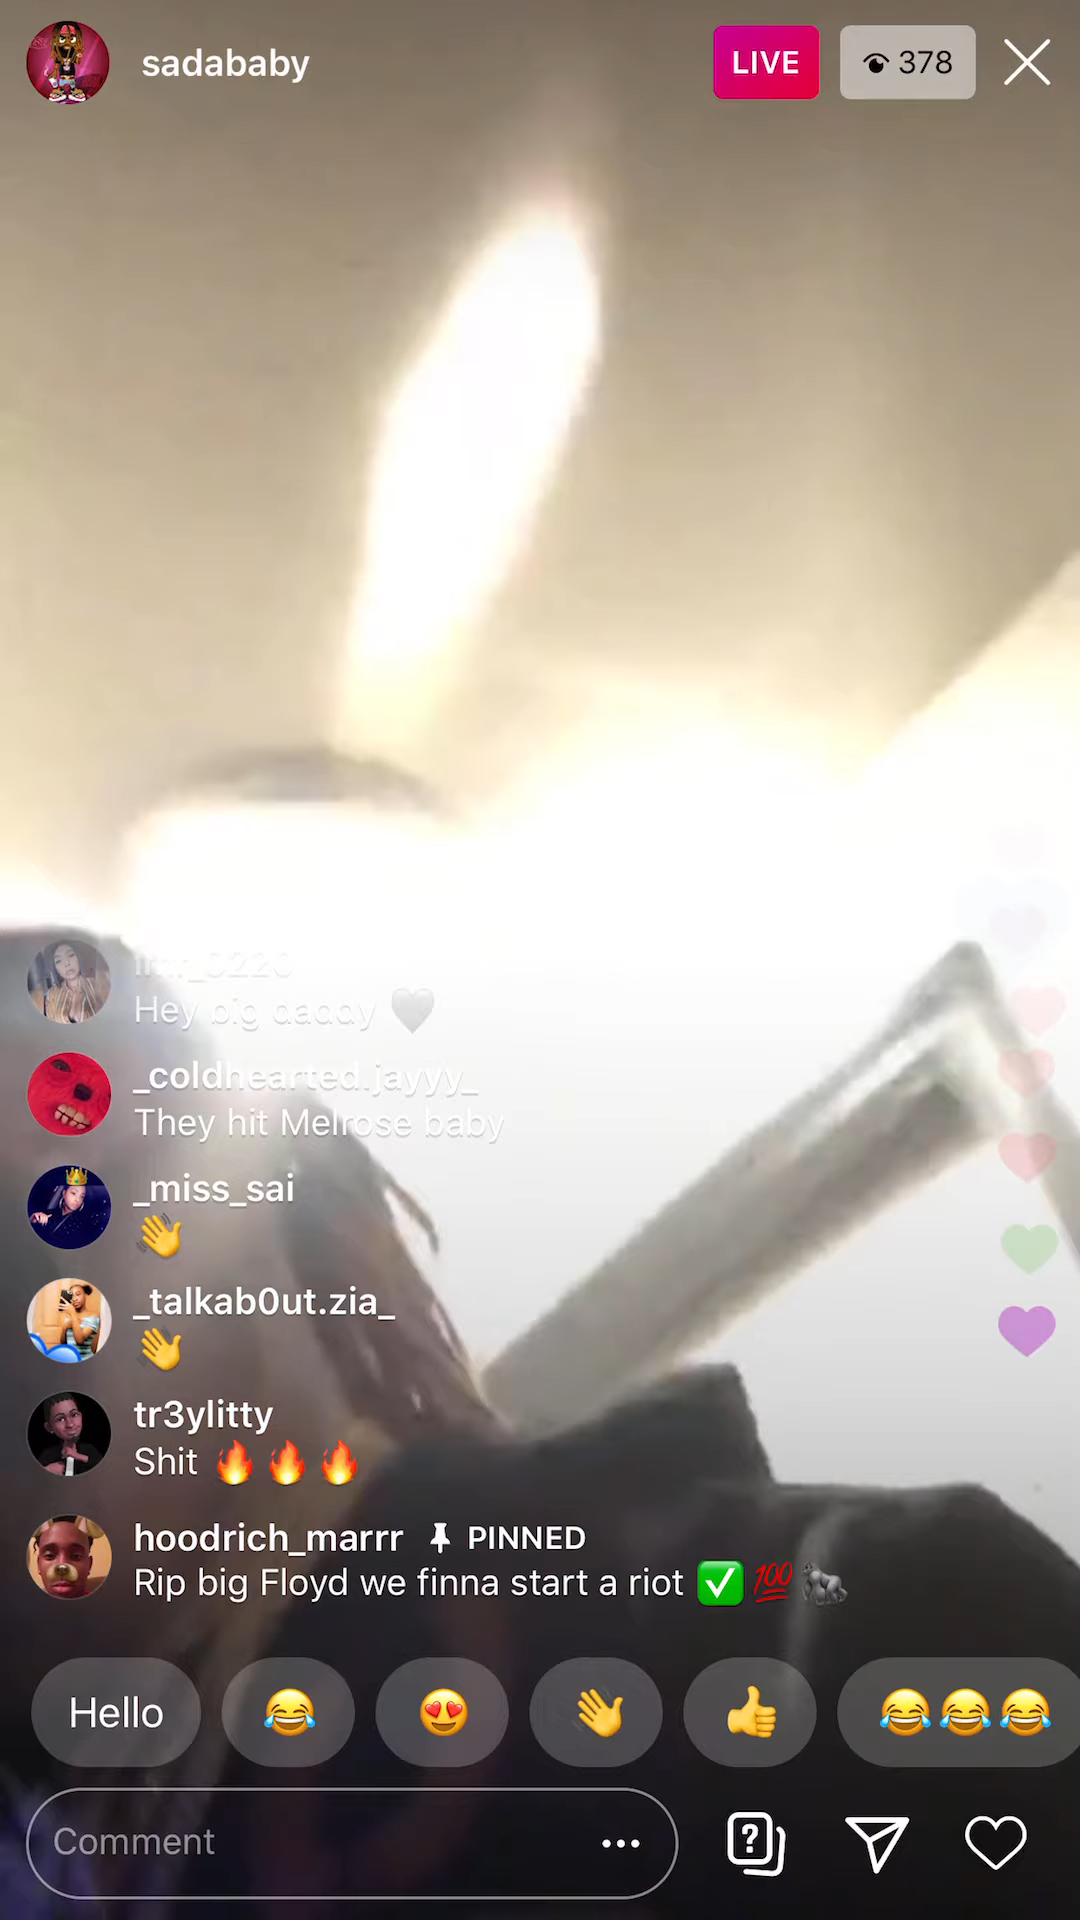 sadababy
LIVE
378
Hey big daddy 🖤
_coldhearted.jayyy_
They hit Melrose baby
_miss_sai
👋
_talkab0ut.zia_
👋
tr3ylitty
Shit 🔥🔥🔥
hoodrich_marrr PINNED
Rip big Floyd we finna start a riot ✅💯🦍
Hello 😂 😍 👋 👍 😂😂😂
Comment